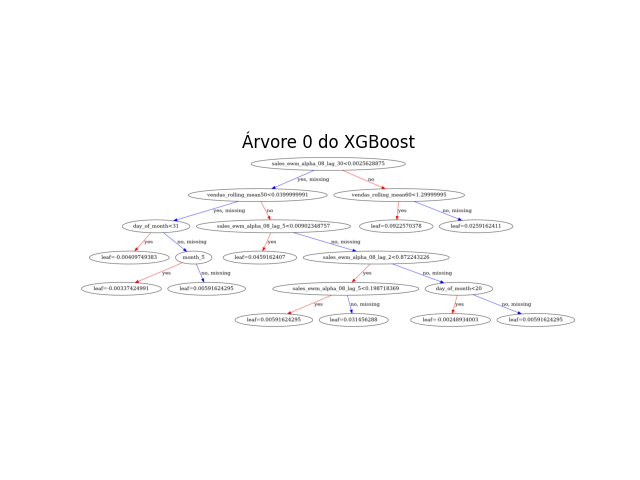 Árvore 0 do XGBoost
sales_ewm_alpha_08_lag_30<0.0025628875
yes, missing
no
vendas_rolling_mean50<0.0399999991
vendas_rolling_mean60<1.29999995
yes, missing
no
yes
no, missing
day_of_month<31
sales_ewm_alpha_08_lag_5<0.00902348757
leaf=0.0922570378
leaf=0.0259162411
yes
no, missing
yes
no, missing
leaf=-0.00409749383
month_5
leaf=0.0459162407
sales_ewm_alpha_08_lag_2<0.872243226
yes
no, missing
yes
no, missing
leaf=-0.00337424991
leaf=0.00591624295
sales_ewm_alpha_08_lag_5<0.198718369
day_of_month<20
yes
no, missing
yes
no, missing
leaf=0.00591624295
leaf=0.031456288
leaf=-0.00248934003
leaf=0.00591624295